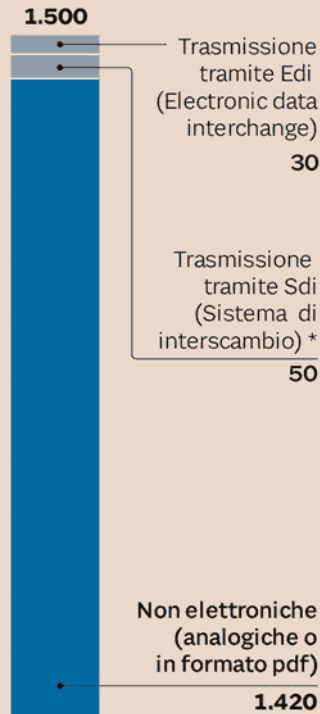 1.500
Trasmissione
tramite Edi
(Electronic data
interchange)
30
Trasmissione
tramite Sdi
(Sistema di
interscambio) *
50
Non elettroniche
(analogiche o
in formato pdf)
1.420